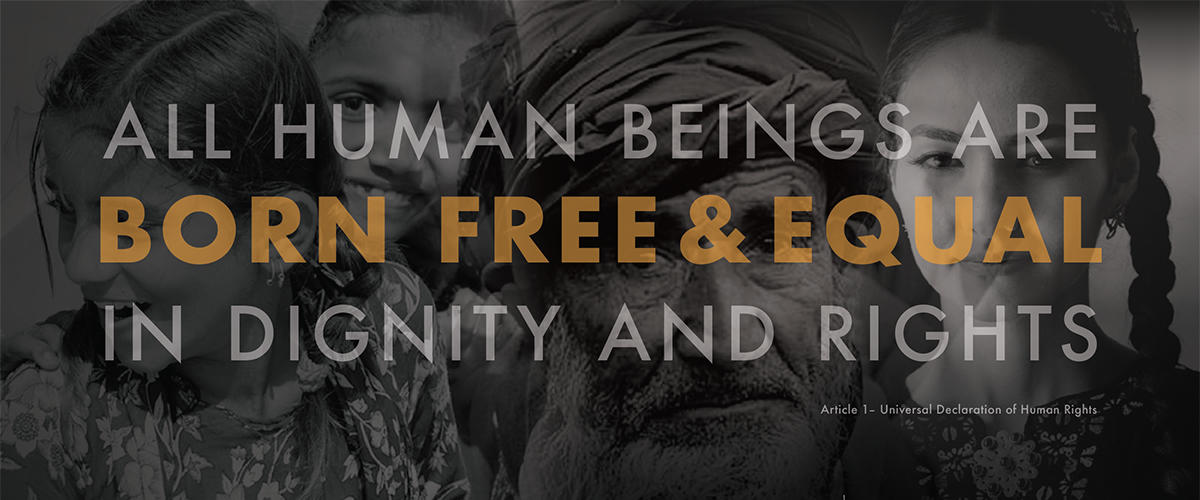 ALL HUMAN BEINGS ARE
BORN FREE & EQUAL
IN DIGNITY AND RIGHTS
Article 1– Universal Declaration of Human Rights